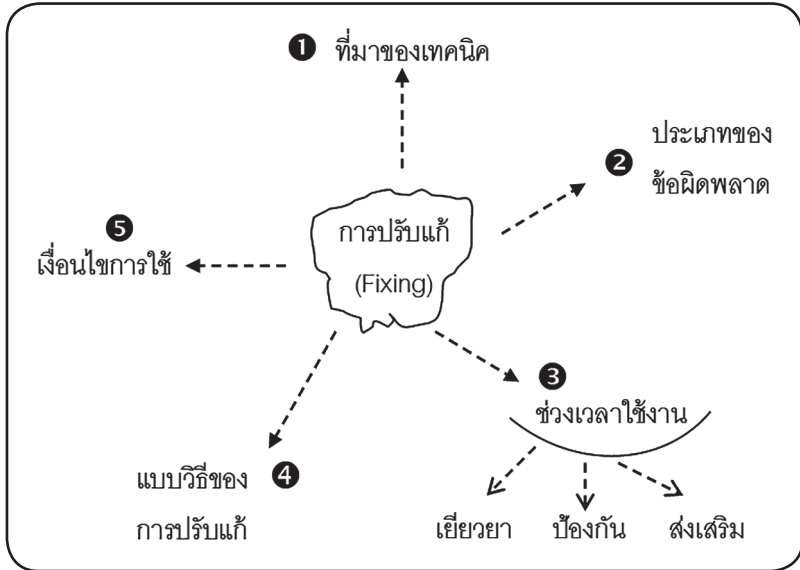 ❶ ที่มาของเทคนิค
❷ ประเภทของ
ข้อผิดพลาด
การปรับแก้
(Fixing)
❺
เงื่อนไขการใช้
❸
ช่วงเวลาใช้งาน
แบบวิธีของ ❹
การปรับแก้
เยียวยา ป้องกัน ส่งเสริม